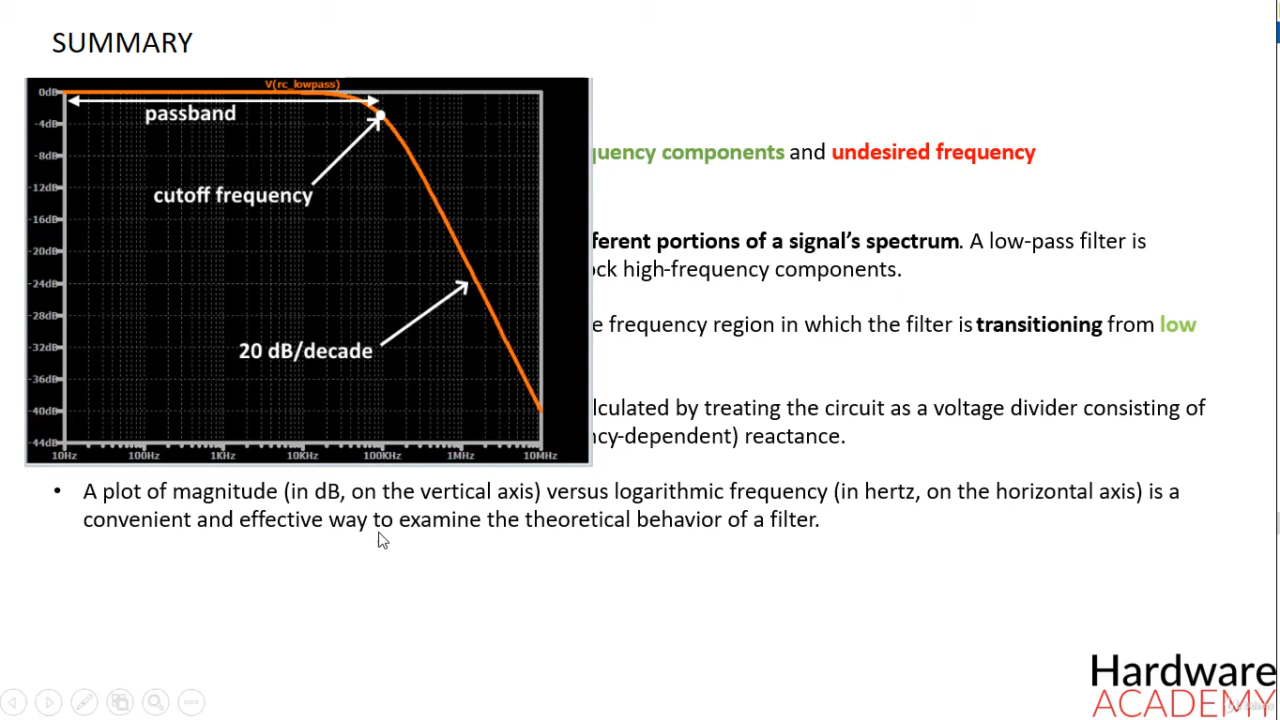 SUMMARY
V(rc_lowpass)
0dB
-4dB
-8dB
-12dB
-16dB
-20dB
-24dB
-28dB
-32dB
-36dB
-40dB
-44dB
passband
cutoff frequency
20 dB/decade
10Hz 100Hz 1KHz 10KHz 100KHz 1MHz 10MHz
quency components and undesired frequency
ferent portions of a signal's spectrum. A low-pass filter is
ock high-frequency components.
e frequency region in which the filter is transitioning from low
lculated by treating the circuit as a voltage divider consisting of
ncy-dependent) reactance.
• A plot of magnitude (in dB, on the vertical axis) versus logarithmic frequency (in hertz, on the horizontal axis) is a
convenient and effective way to examine the theoretical behavior of a filter.
Hardware
ACADEMY